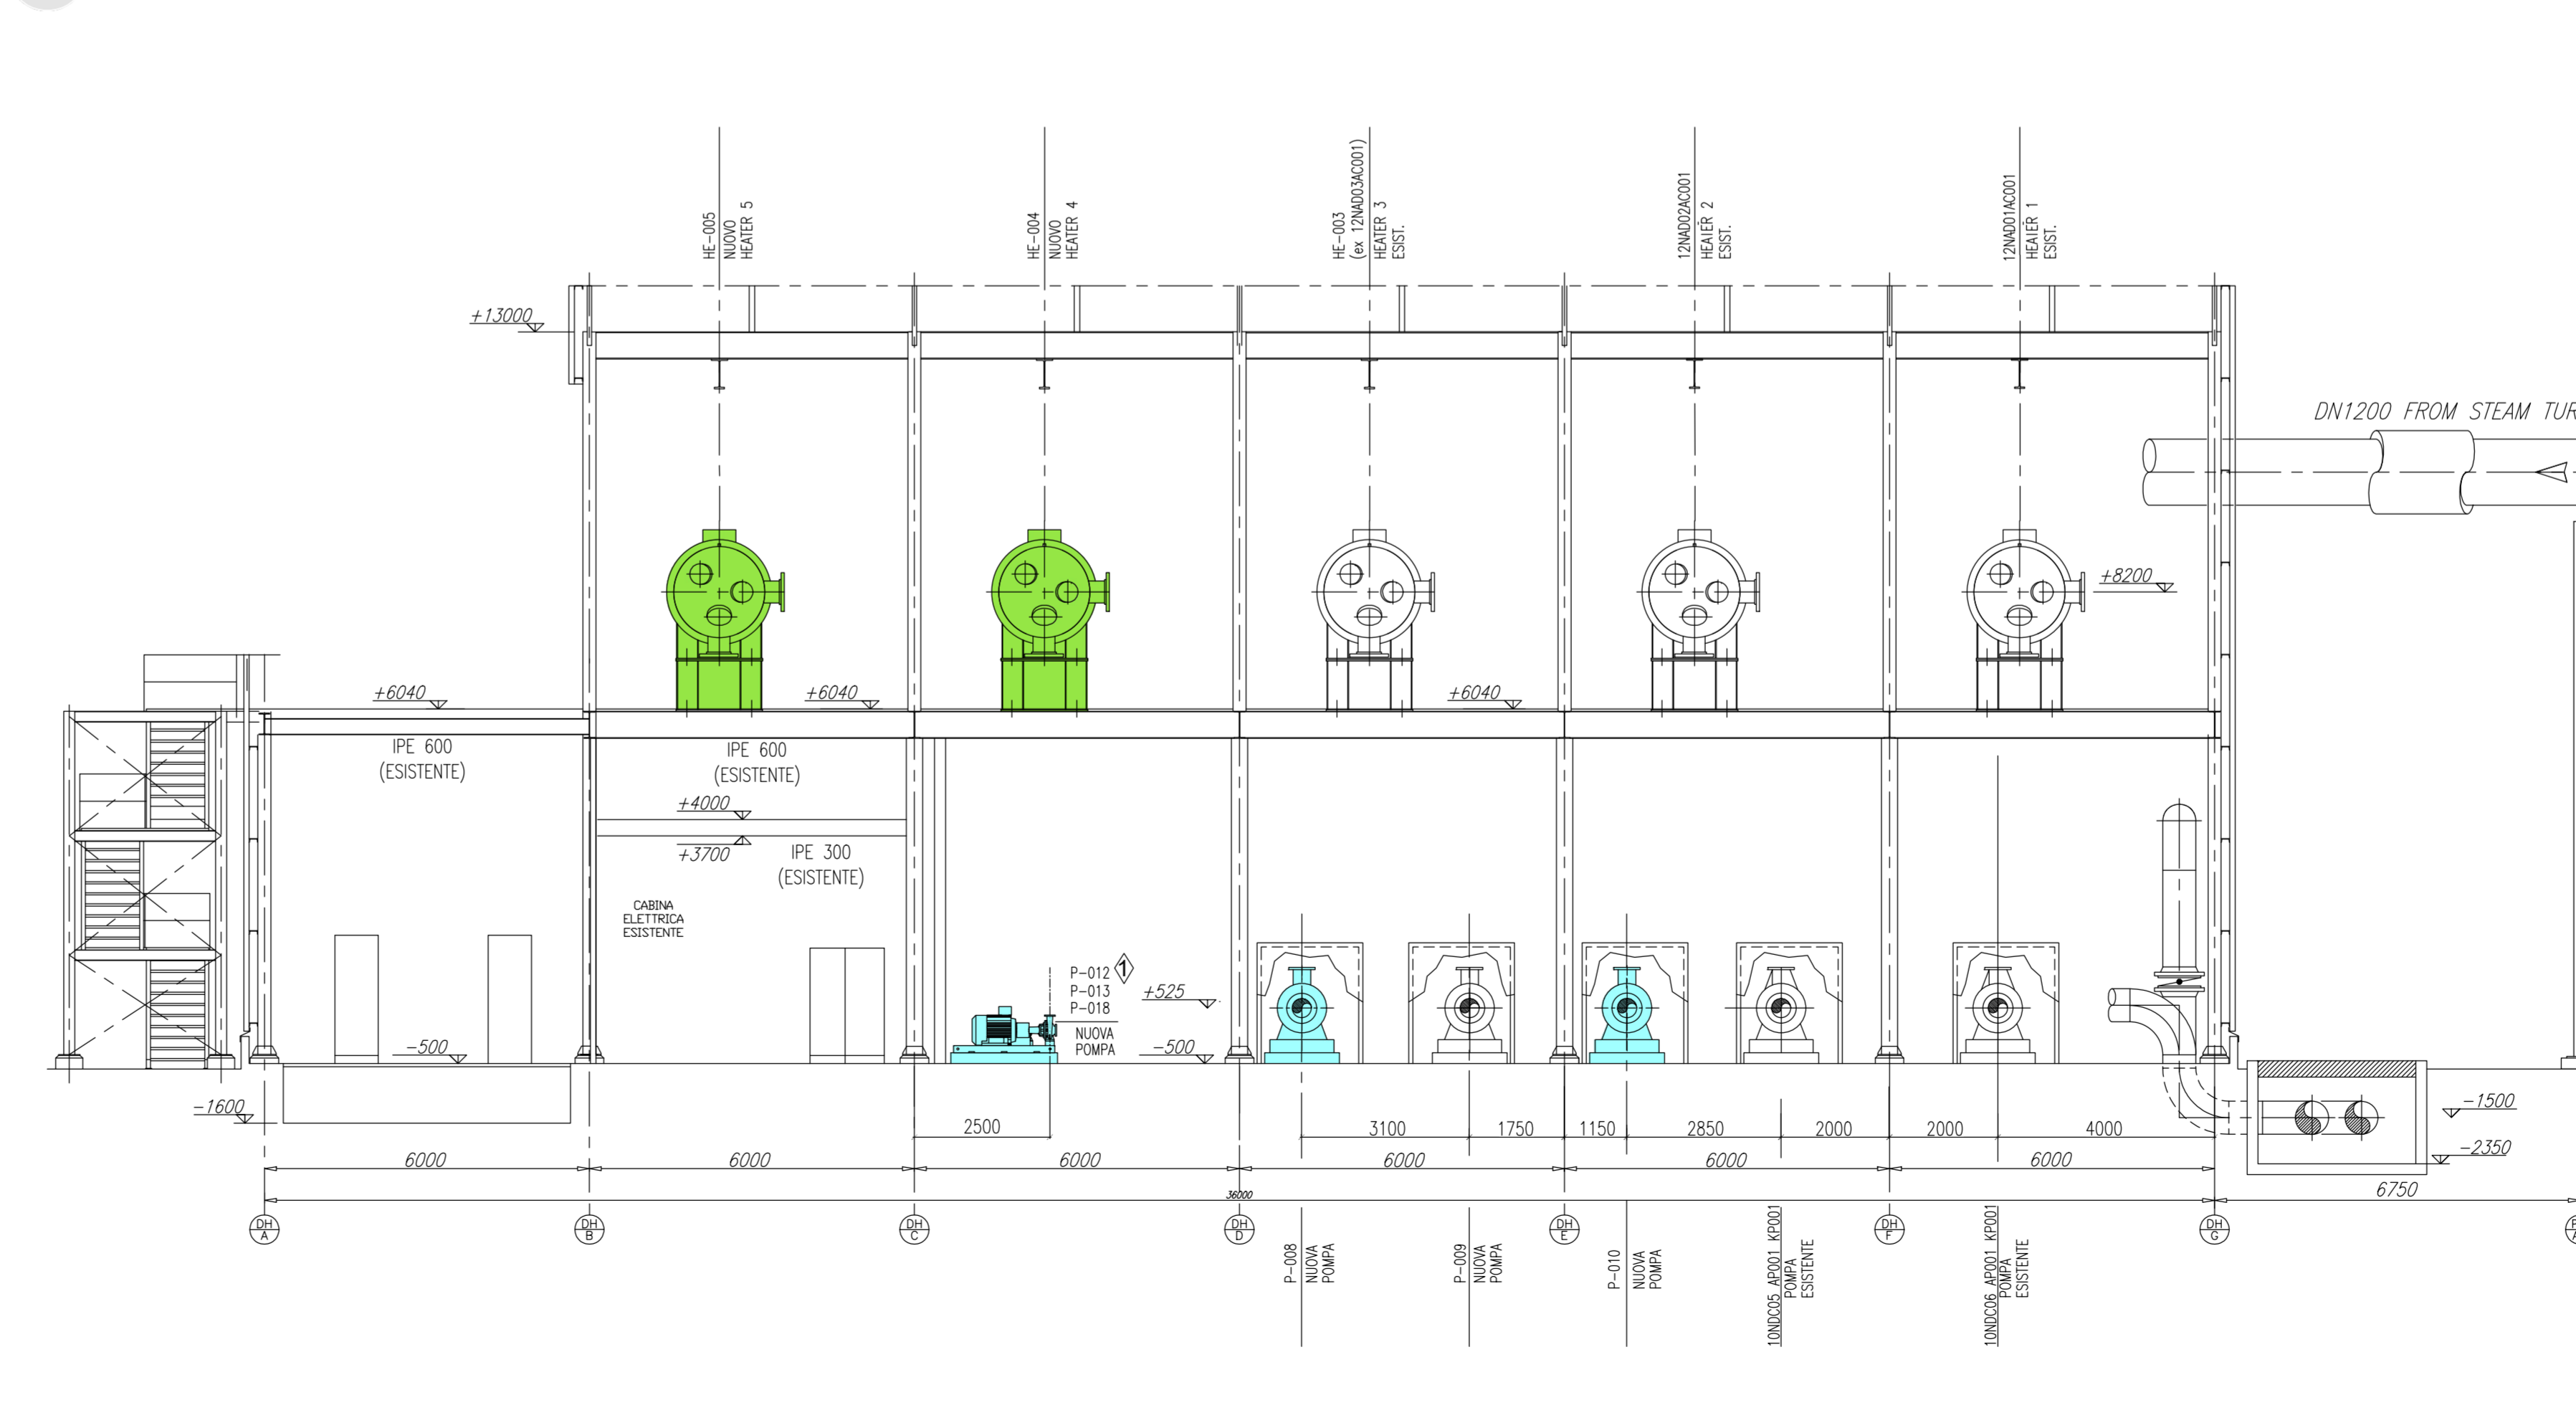 HE-005
NUOVO
HEATER 5
HE-004
NUOVO
HEATER 4
HE-003
(ex 12NAD03AC001)
HEATER 3
ESIST.
12NAD02AC001
HEAIER 2
ESIST.
12NAD01AC001
HEAIER 1
ESIST.
+13000
DN1200 FROM STEAM TUR
+8200
+6040
+6040
+6040
IPE 600
(ESISTENTE)
IPE 600
(ESISTENTE)
+4000
+3700
IPE 300
(ESISTENTE)
CABINA
ELETTRICA
ESISTENTE
P-012
1
P-013
P-018
NUOVA
POMPA
+525
-500
-500
-1600
-1500
-2350
2500
3100
1750
1150
2850
2000
2000
4000
6000
6000
6000
6000
6000
6000
36000
6750
DH
A
DH
B
DH
C
DH
D
DH
E
DH
F
DH
G
P-008
NUOVA
POMPA
P-009
NUOVA
POMPA
P-010
NUOVA
POMPA
10NDC05 AP001 KP001
POMPA
ESISTENTE
10NDC06 AP001 KP001
POMPA
ESISTENTE